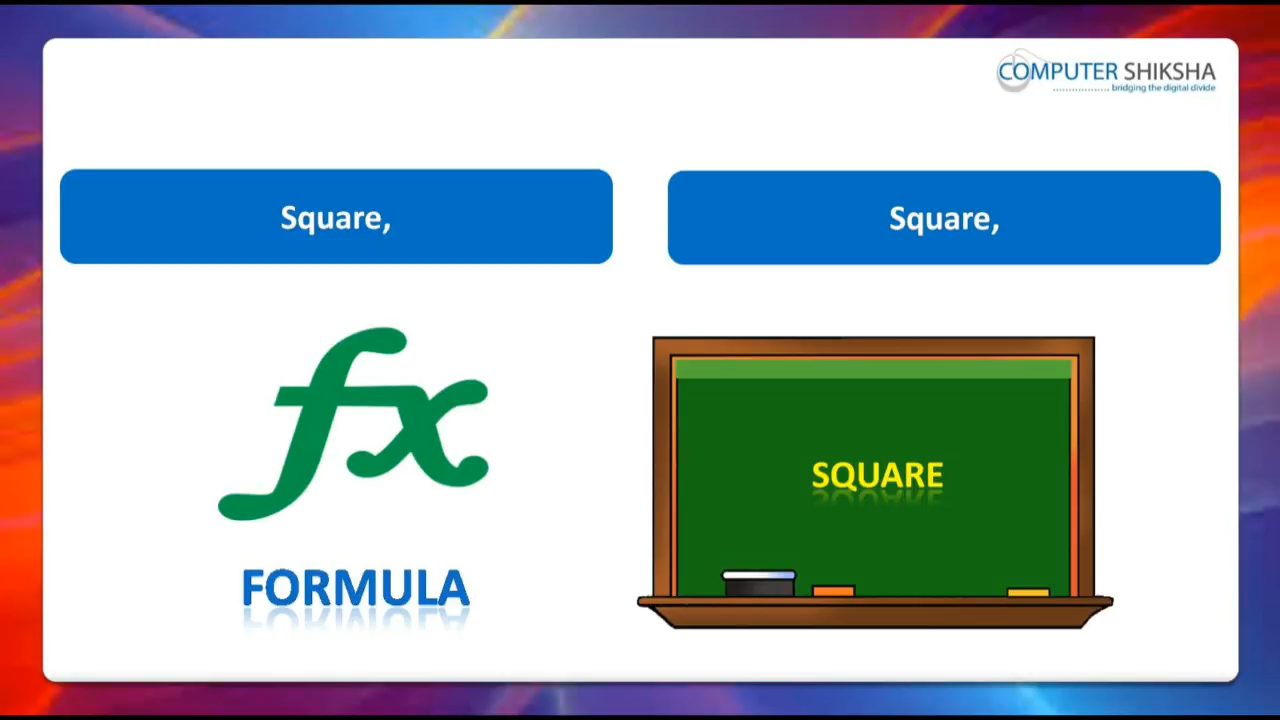 COMPUTER SHIKSHA
bridging the digital divide
Square,
Square,
fx
SQUARE
FORMULA